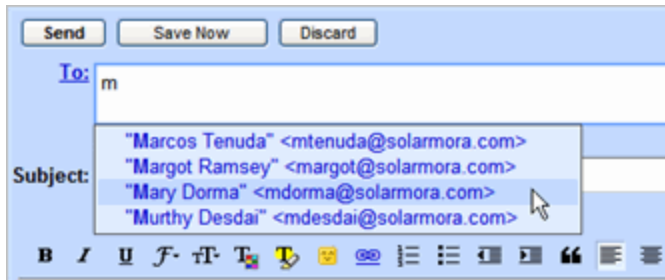 Send Save Now Discard
To: m
"Marcos Tenuda" <mtenuda@solarmora.com>
"Margot Ramsey" <margot@solarmora.com>
Subject:
"Mary Dorma" <mdorma@solarmora.com>
"Murthy Desdai" <mdesdai@solarmora.com>
B I U F TT T T